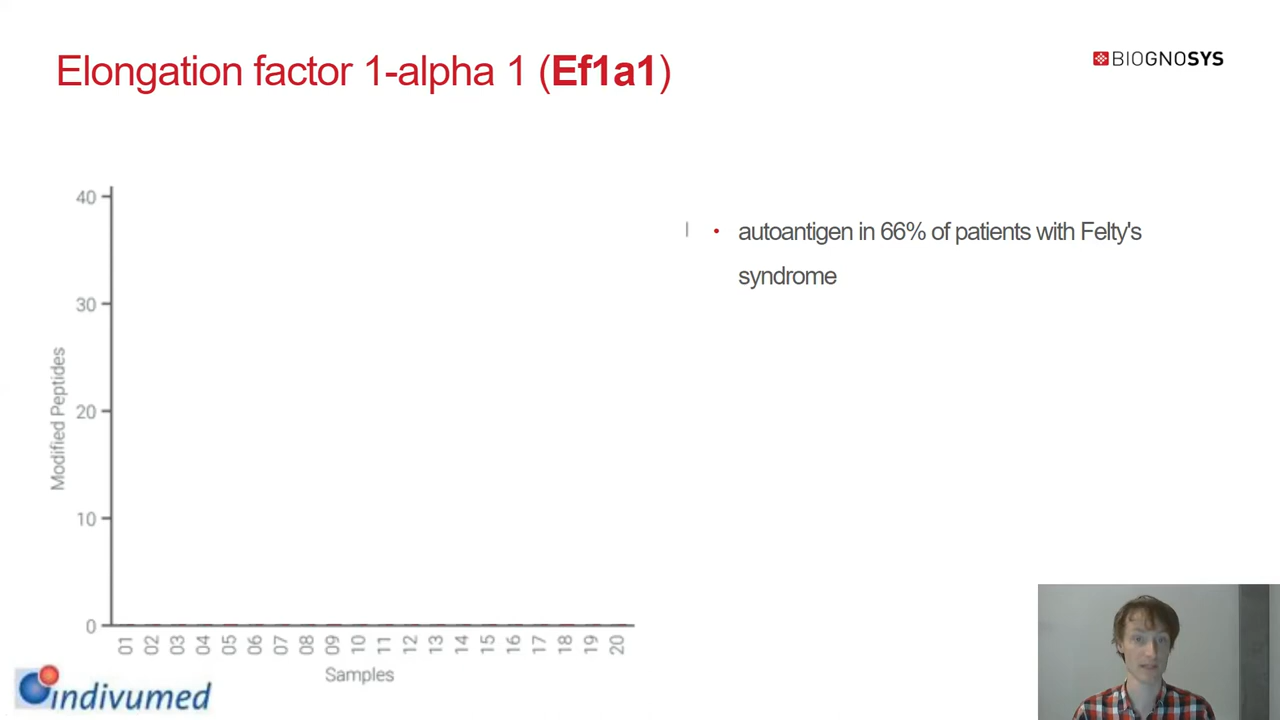 Elongation factor 1-alpha 1 (Ef1a1)
BIOGNOSYS
• autoantigen in 66% of patients with Felty's
syndrome
Modified Peptides
40
30
20
10
0
01 02 03 04 05 06 07 08 09 10 11 12 13 14 15 16 17 18 19 20
Samples
indivumed